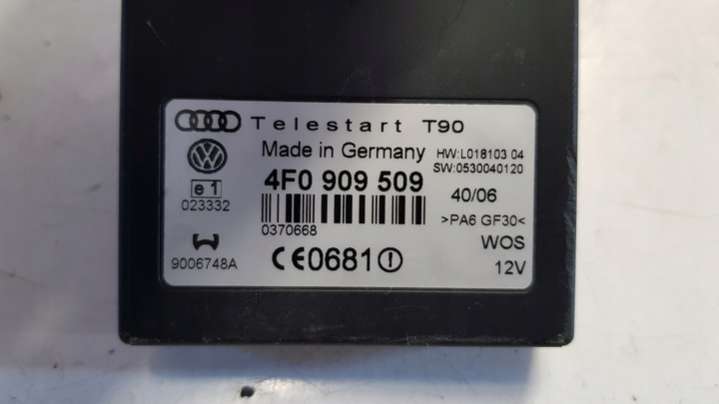 Telestart T90
Made in Germany
HW:L018103 04
SW:0530040120
4F0 909 509
40/06
e1
023332
>PA6 GF30<
0370668
WOS
9006748A
CE0681
12V